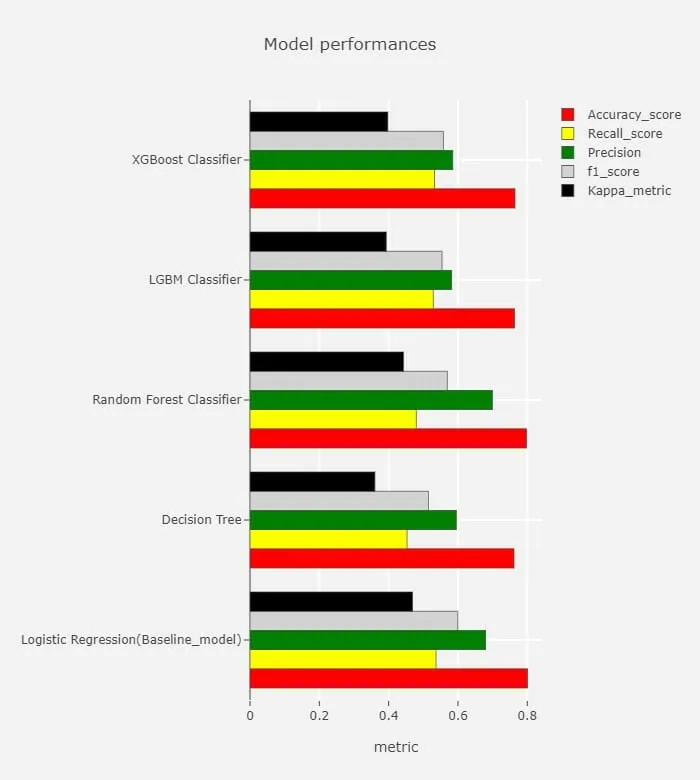 Model performances
Accuracy_score
Recall_score
Precision
f1_score
Kappa_metric
XGBoost Classifier
LGBM Classifier
Random Forest Classifier
Decision Tree
Logistic Regression(Baseline_model)
0 0.2 0.4 0.6 0.8
metric